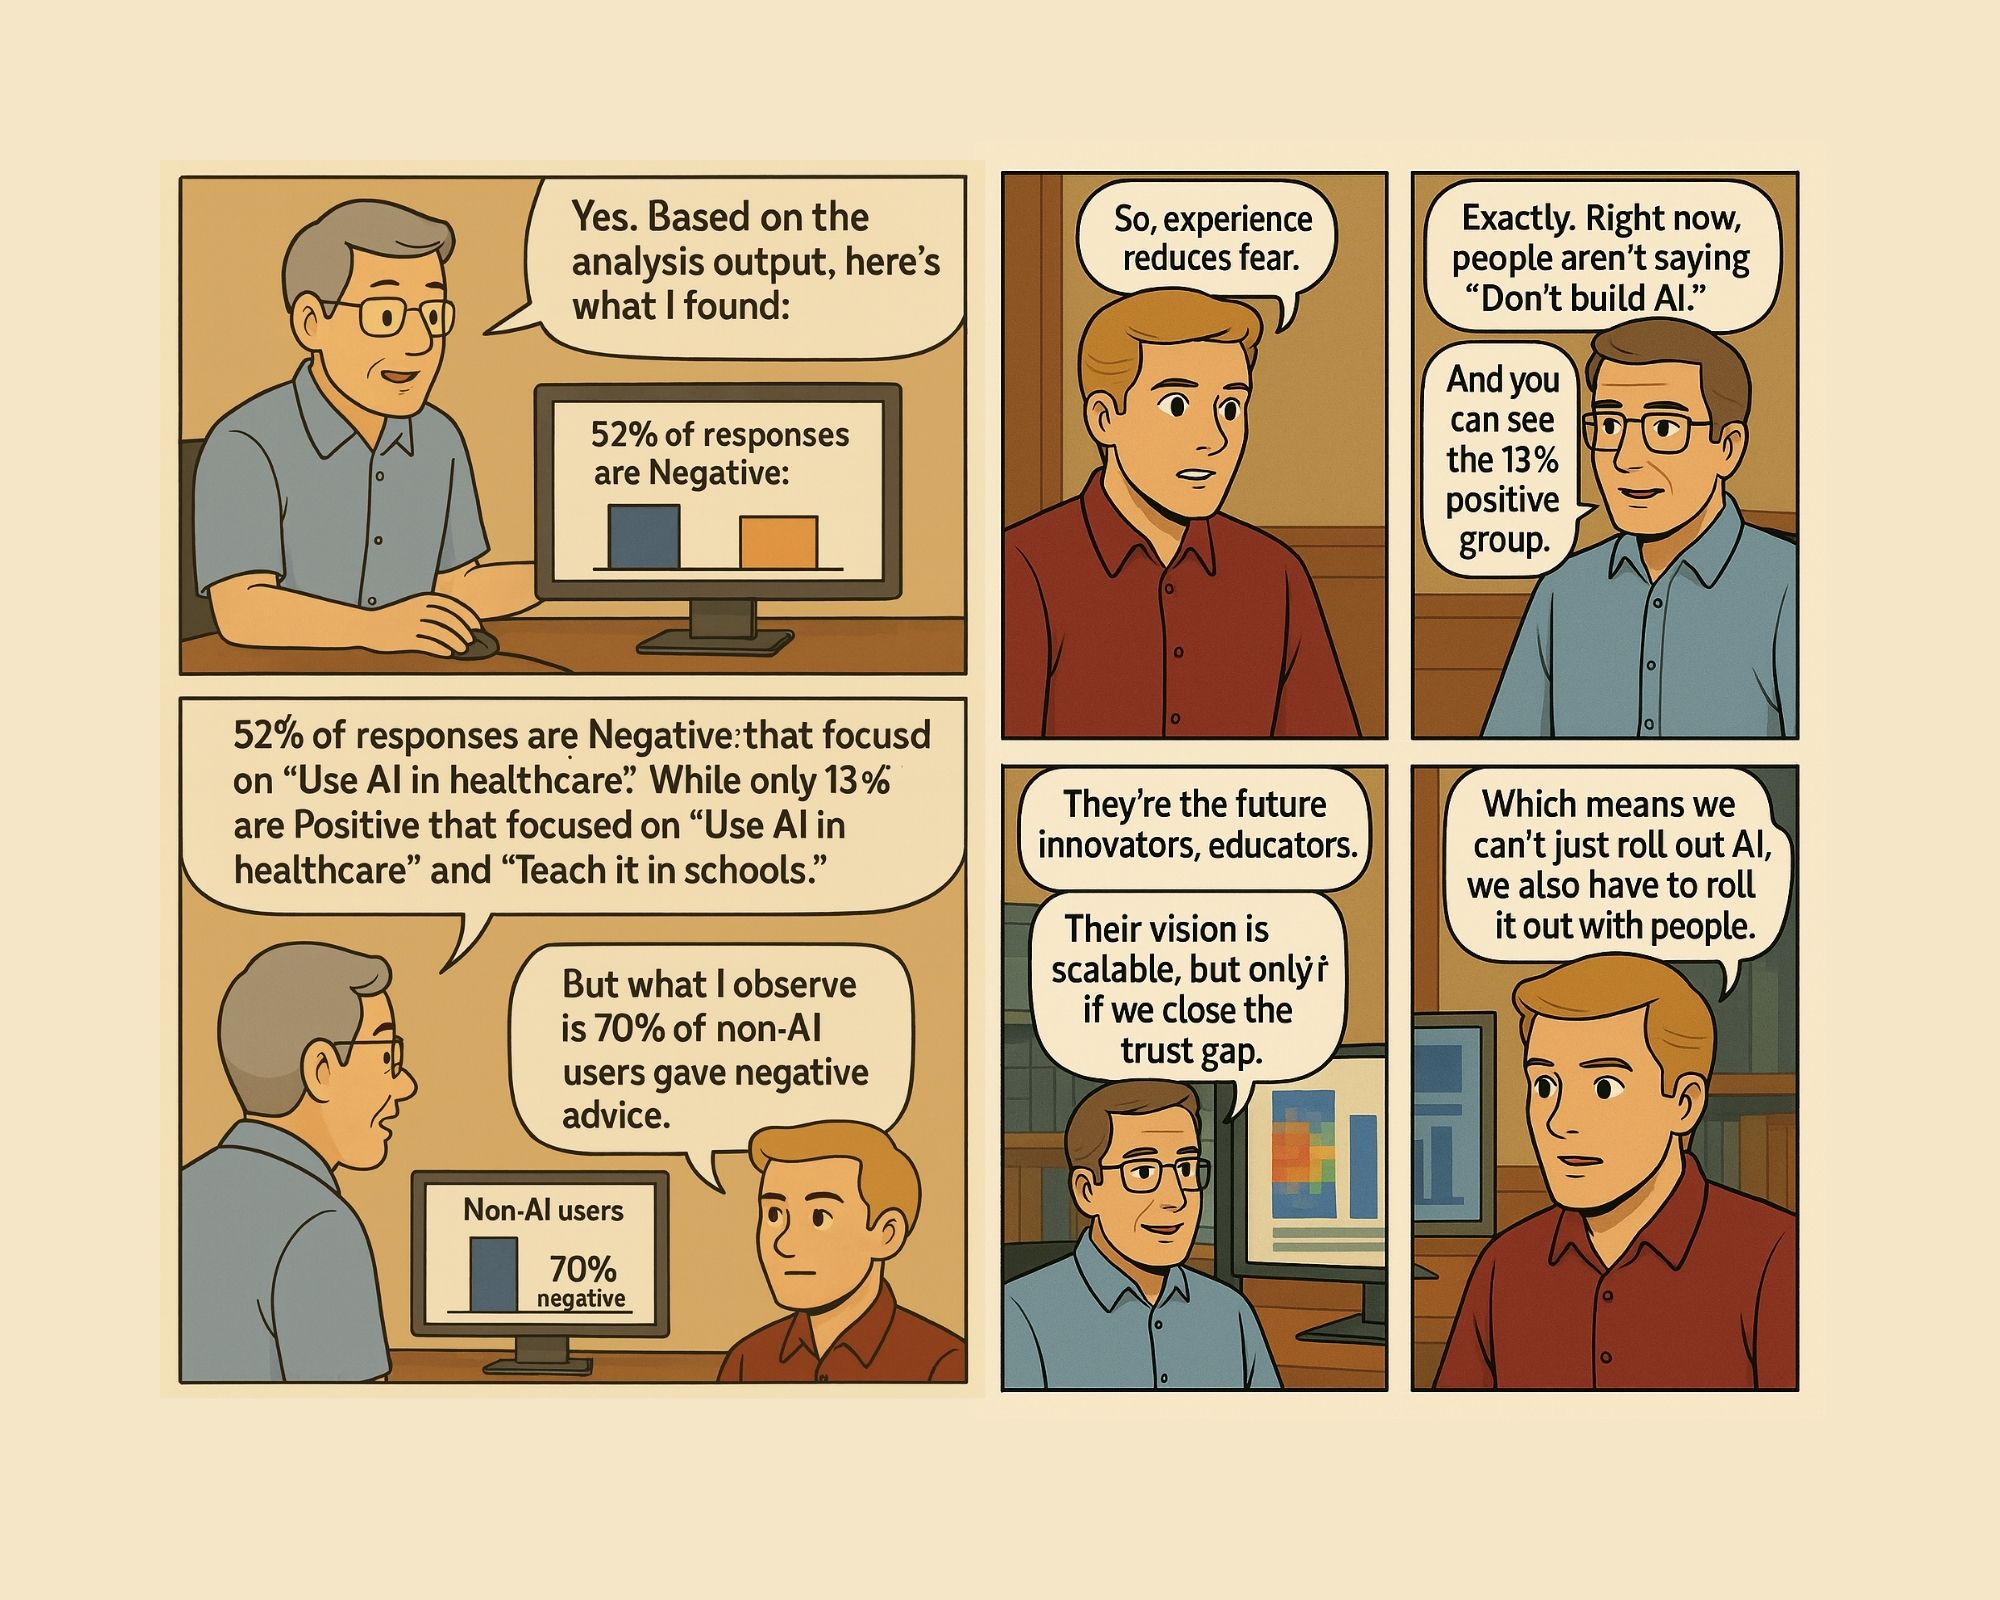 Yes. Based on the
analysis output, here's
what I found:
52% of responses
are Negative:
52% of responses are Negative:'that focusd
on “Use AI in healthcare”. While only 13%
are Positive that focused on “Use AI in
healthcare” and “Teach it in schools.”
But what I observe
is 70% of non-AI
users gave negative
advice.
Non-AI users
70%
negative
So, experience
reduces fear.
Exactly. Right now,
people aren't saying
“Don't build AI.”
And you
can see
the 13%
positive
group.
They're the future
innovators, educators.
Their vision is
scalable, but only
if we close the
trust gap.
Which means we
can't just roll out AI,
we also have to roll
it out with people.